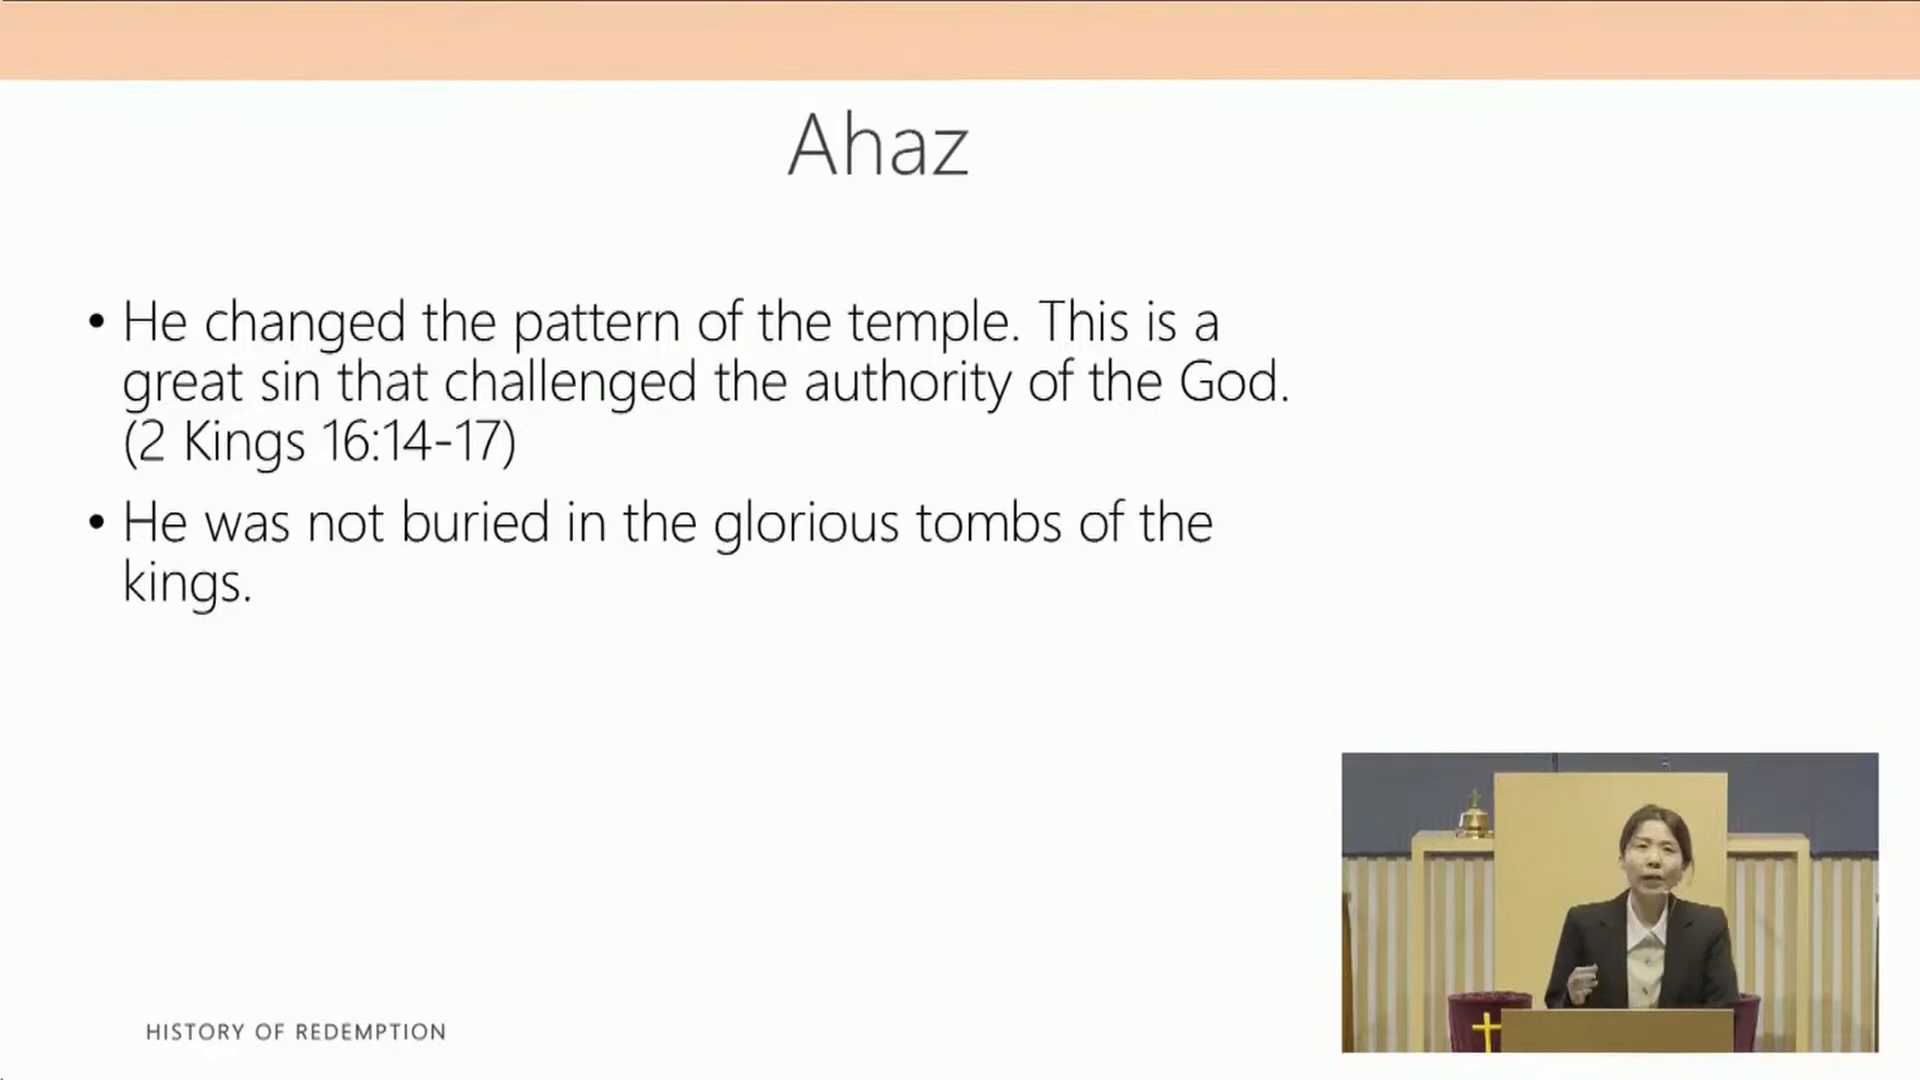 Ahaz
• He changed the pattern of the temple. This is a
great sin that challenged the authority of the God.
(2 Kings 16:14-17)
• He was not buried in the glorious tombs of the
kings.
HISTORY OF REDEMPTION